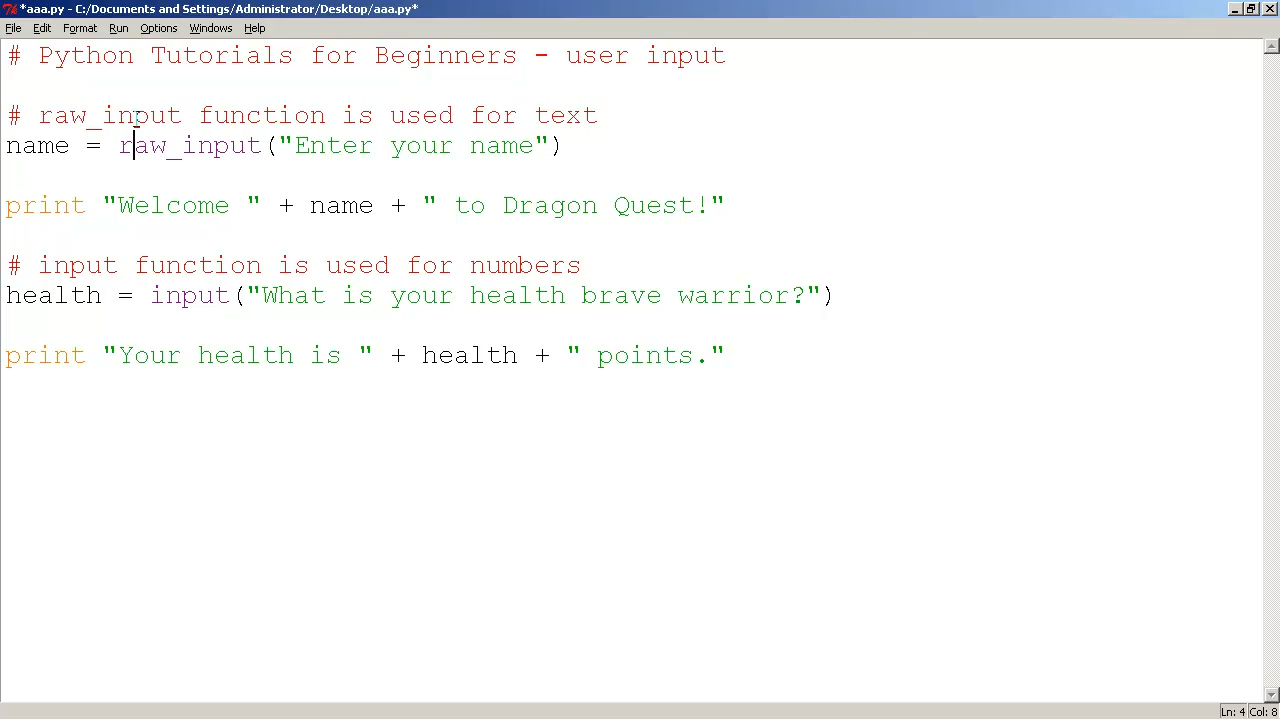 *aaa.py - C:/Documents and Settings/Administrator/Desktop/aaa.py*
File Edit Format Run Options Windows Help
# Python Tutorials for Beginners - user input
# raw_input function is used for text
name = raw_input("Enter your name")
print "Welcome " + name + " to Dragon Quest!"
# input function is used for numbers
health = input("What is your health brave warrior?")
print "Your health is " + health + " points."
Ln: 4 Col: 8